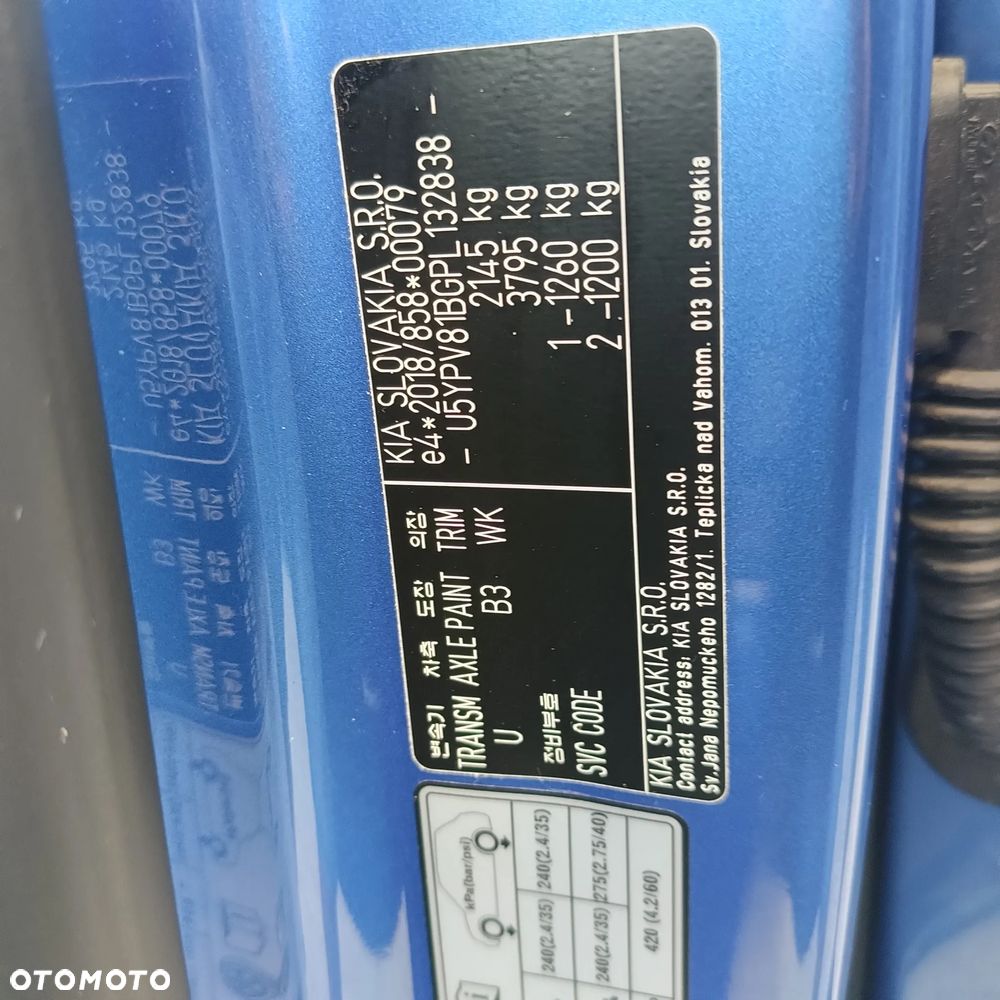 KIA SLOVAKIA S.R.O.
e4*2018/858*00079
- U5YPV81BGPL132838 -
2145 kg
3795 kg
1 - 1260 kg
2 - 1200 kg
변속기 차축 도장 의장
TRANSM AXLE PAINT TRIM
U B3 WK
정비부호
SVC CODE
KIA SLOVAKIA S.R.O.
Contact address: KIA SLOVAKIA S.R.O.
Sv.Jana Nepomuckeho 1282/1. Teplicka nad Vahom. 013 01. Slovakia
kPa(bar/psi)
240(2.4/35) 240(2.4/35)
240(2.4/35) 275(2.75/40)
420 (4.2/60)
OTOMOTO